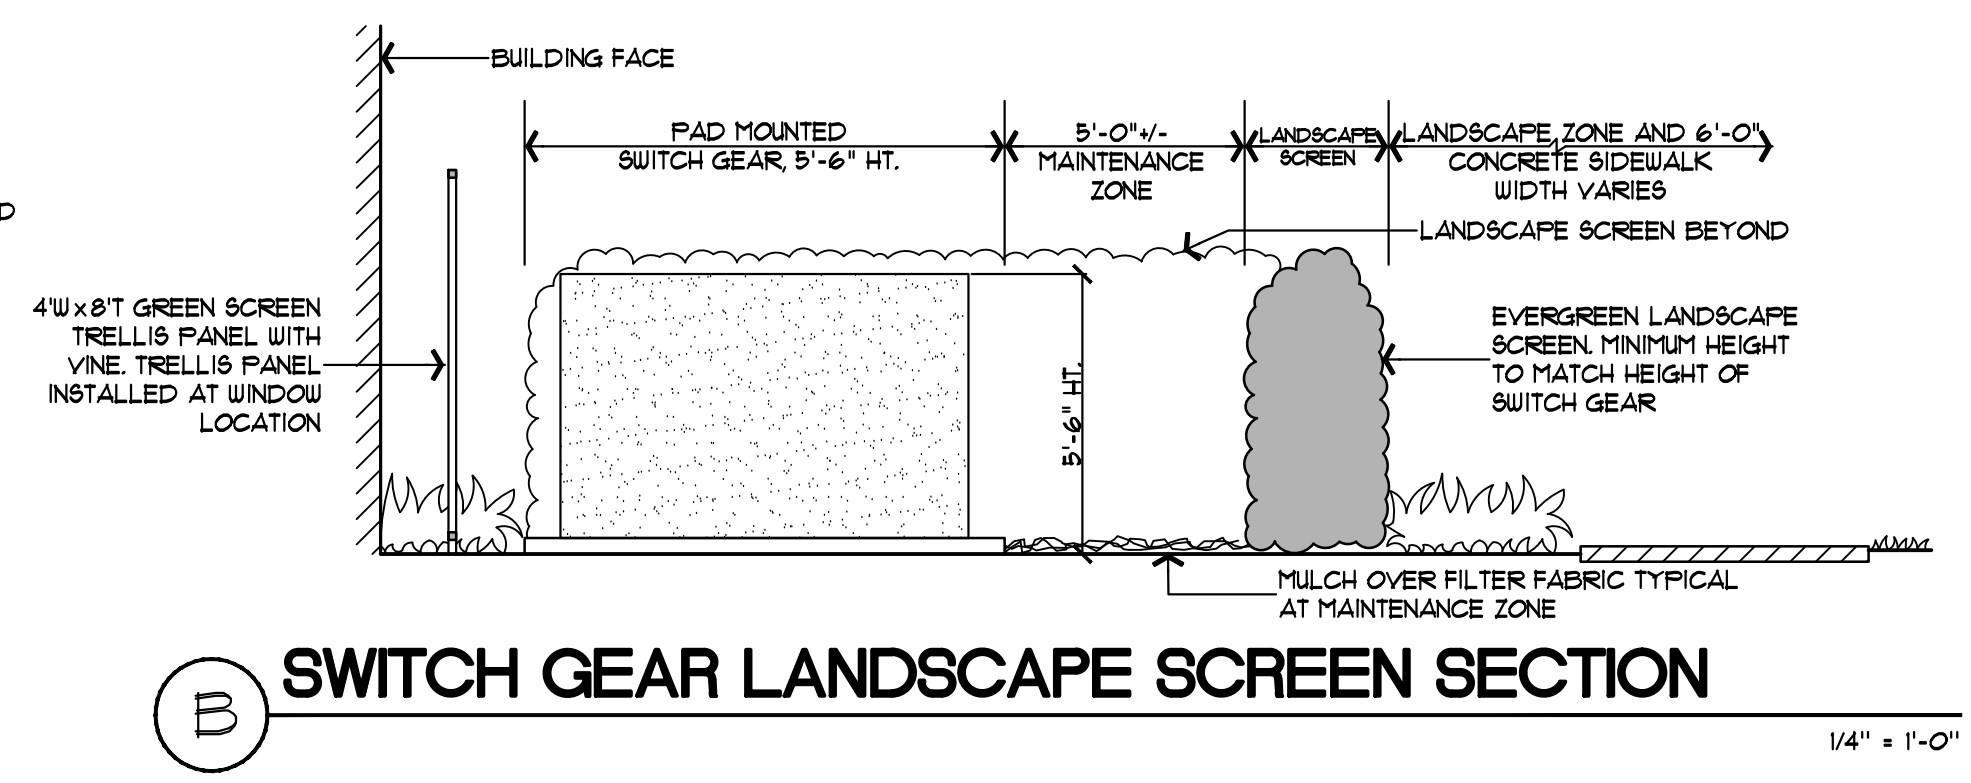 BUILDING FACE
PAD MOUNTED
SWITCH GEAR, 5'-6" HT.
5'-0"+/-
MAINTENANCE
ZONE
LANDSCAPE
SCREEN
LANDSCAPE ZONE AND 6'-0"
CONCRETE SIDEWALK
WIDTH VARIES
LANDSCAPE SCREEN BEYOND
D
4'W x 8'T GREEN SCREEN
TRELLIS PANEL WITH
VINE. TRELLIS PANEL
INSTALLED AT WINDOW
LOCATION
5'-6" HT.
EVERGREEN LANDSCAPE
SCREEN. MINIMUM HEIGHT
TO MATCH HEIGHT OF
SWITCH GEAR
MULCH OVER FILTER FABRIC TYPICAL
AT MAINTENANCE ZONE
B
SWITCH GEAR LANDSCAPE SCREEN SECTION
1/4" = 1'-0"